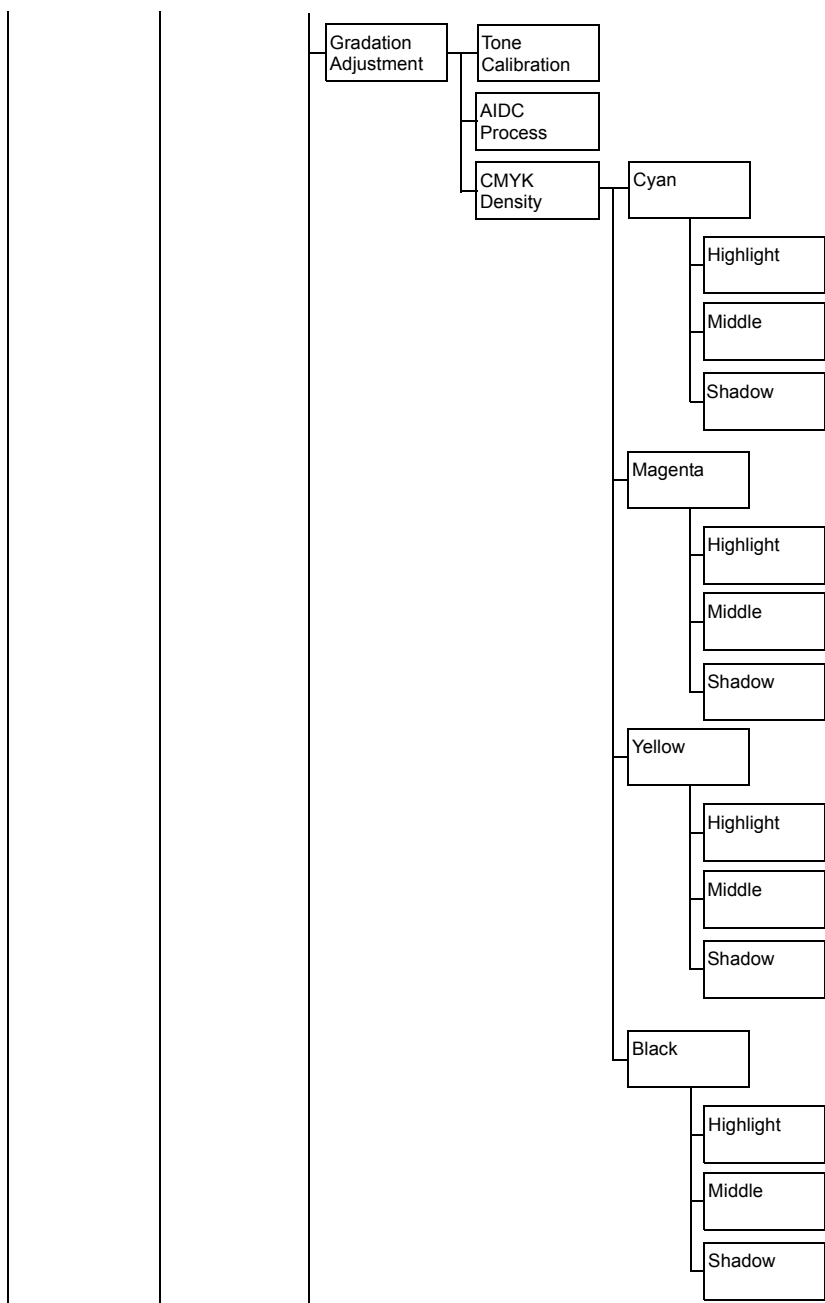 Gradation
Adjustment
Tone
Calibration
AIDC
Process
CMYK
Density
Cyan
Highlight
Middle
Shadow
Magenta
Highlight
Middle
Shadow
Yellow
Highlight
Middle
Shadow
Black
Highlight
Middle
Shadow